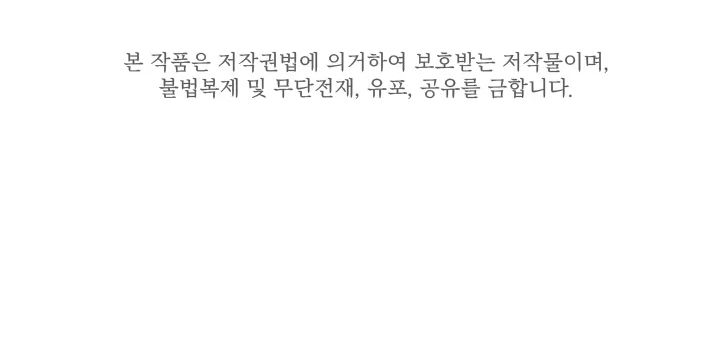 본 작품은 저작권법에 의거하여 보호받는 저작물이며,
불법복제 및 무단전재, 유포, 공유를 금합니다.